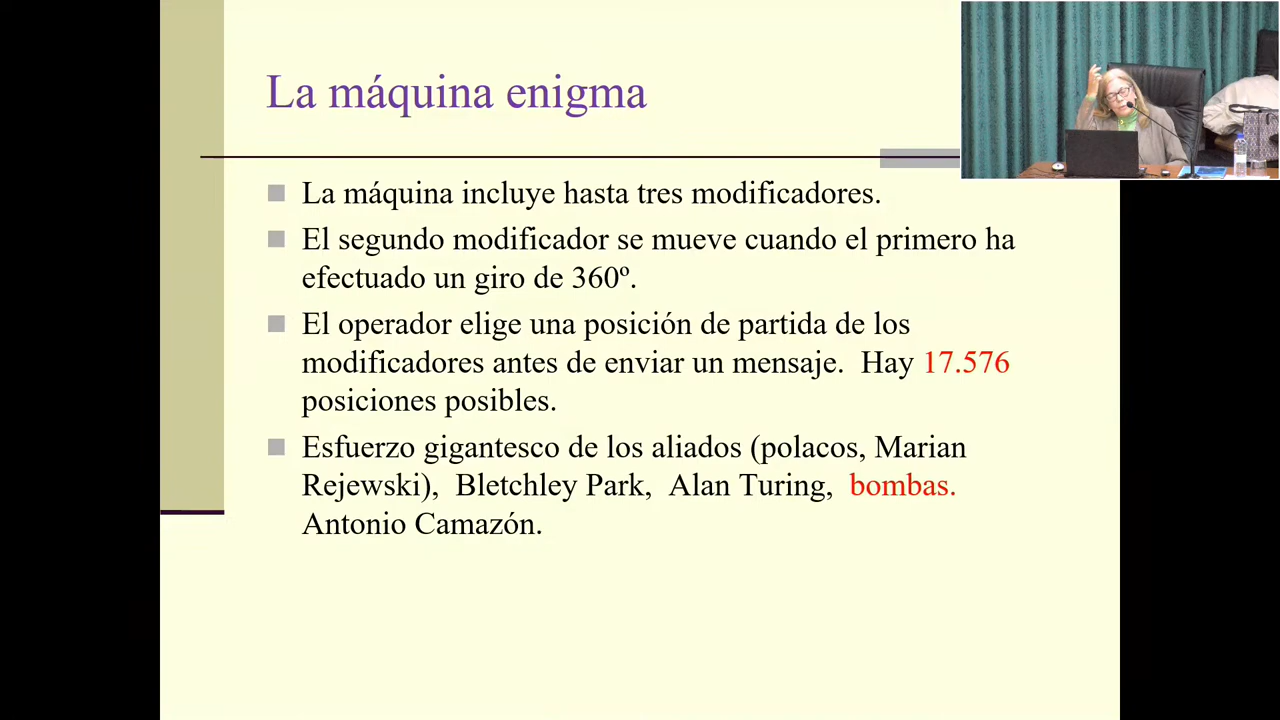 La máquina enigma
La máquina incluye hasta tres modificadores.
El segundo modificador se mueve cuando el primero ha
efectuado un giro de 360º.
El operador elige una posición de partida de los
modificadores antes de enviar un mensaje. Hay 17.576
posiciones posibles.
Esfuerzo gigantesco de los aliados (polacos, Marian
Rejewski), Bletchley Park, Alan Turing, bombas.
Antonio Camazón.